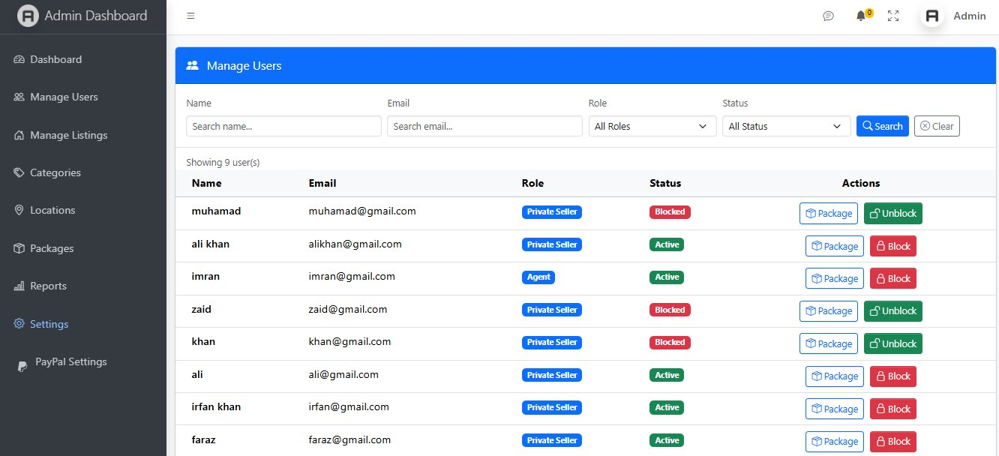 Admin Dashboard
0
Admin
Dashboard
Manage Users
Manage Listings
Categories
Locations
Packages
Reports
Settings
PayPal Settings
Manage Users
Name Email Role Status
Search name... Search email... All Roles All Status Search Clear
Showing 9 user(s)
Name Email Role Status Actions
muhamad muhamad@gmail.com Private Seller Blocked Package Unblock
ali khan alikhan@gmail.com Private Seller Active Package Block
imran imran@gmail.com Agent Active Package Block
zaid zaid@gmail.com Private Seller Blocked Package Unblock
khan khan@gmail.com Private Seller Blocked Package Unblock
ali ali@gmail.com Private Seller Active Package Block
irfan khan irfan@gmail.com Private Seller Active Package Block
faraz faraz@gmail.com Private Seller Active Package Block